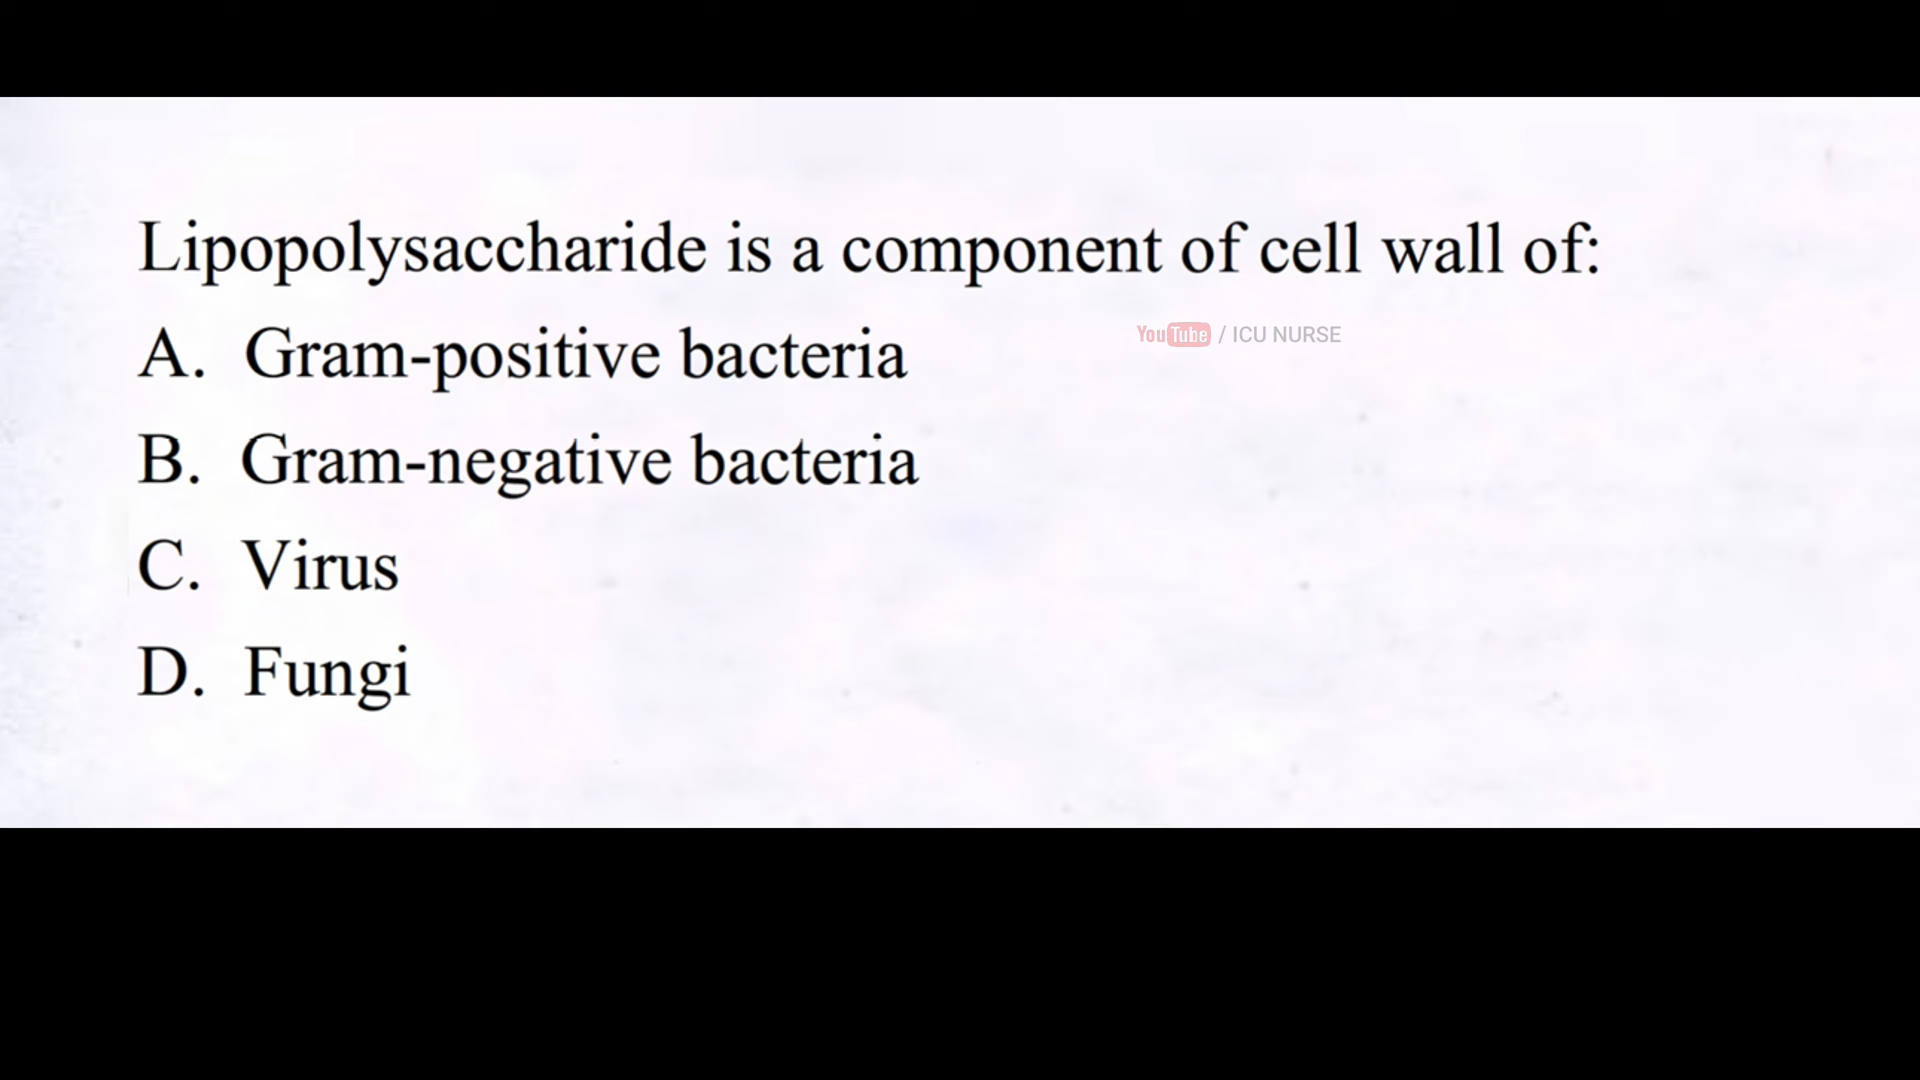 Lipopolysaccharide is a component of cell wall of:
A. Gram-positive bacteria
YouTube / ICU NURSE
B. Gram-negative bacteria
C. Virus
D. Fungi